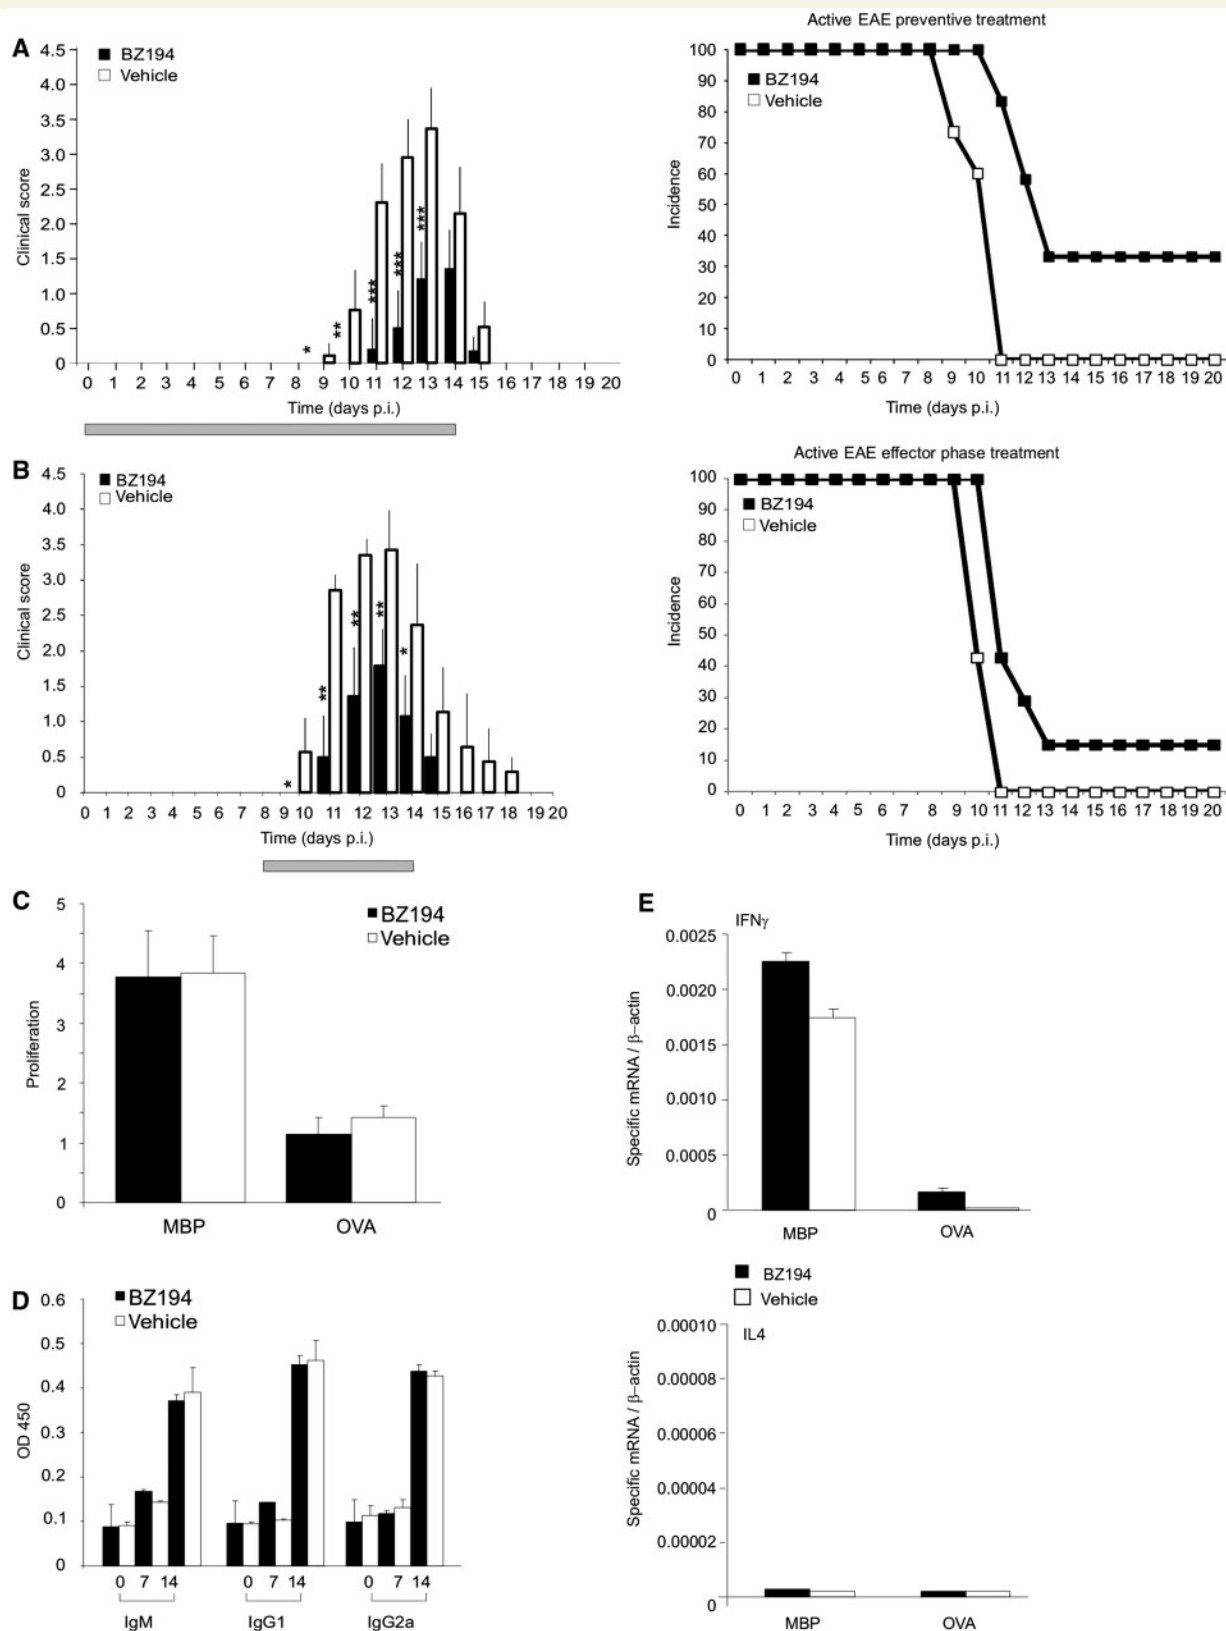 A
BZ194
Vehicle
Clinical score
4.5
4.0
3.5
3.0
2.5
2.0
1.5
1.0
0.5
0
*
**
***
***
***
0 1 2 3 4 5 6 7 8 9 10 11 12 13 14 15 16 17 18 19 20
Time (days p.i.)
Active EAE preventive treatment
BZ194
Vehicle
Incidence
100
90
80
70
60
50
40
30
20
10
0
0 1 2 3 4 5 6 7 8 9 10 11 12 13 14 15 16 17 18 19 20
Time (days p.i.)
B
BZ194
Vehicle
Clinical score
4.5
4.0
3.5
3.0
2.5
2.0
1.5
1.0
0.5
0
*
**
**
**
*
0 1 2 3 4 5 6 7 8 9 10 11 12 13 14 15 16 17 18 19 20
Time (days p.i.)
Active EAE effector phase treatment
BZ194
Vehicle
Incidence
100
90
80
70
60
50
40
30
20
10
0
0 1 2 3 4 5 6 7 8 9 10 11 12 13 14 15 16 17 18 19 20
Time (days p.i.)
C
BZ194
Vehicle
Proliferation
5
4
3
2
1
0
MBP OVA
D
BZ194
Vehicle
OD 450
0.6
0.5
0.4
0.3
0.2
0.1
0
0 7 14 0 7 14 0 7 14
IgM IgG1 IgG2a
E
IFNγ
Specific mRNA / β–actin
0.0025
0.0020
0.0015
0.0010
0.0005
0
MBP OVA
BZ194
Vehicle
IL4
Specific mRNA / β–actin
0.00010
0.00008
0.00006
0.00004
0.00002
0
MBP OVA